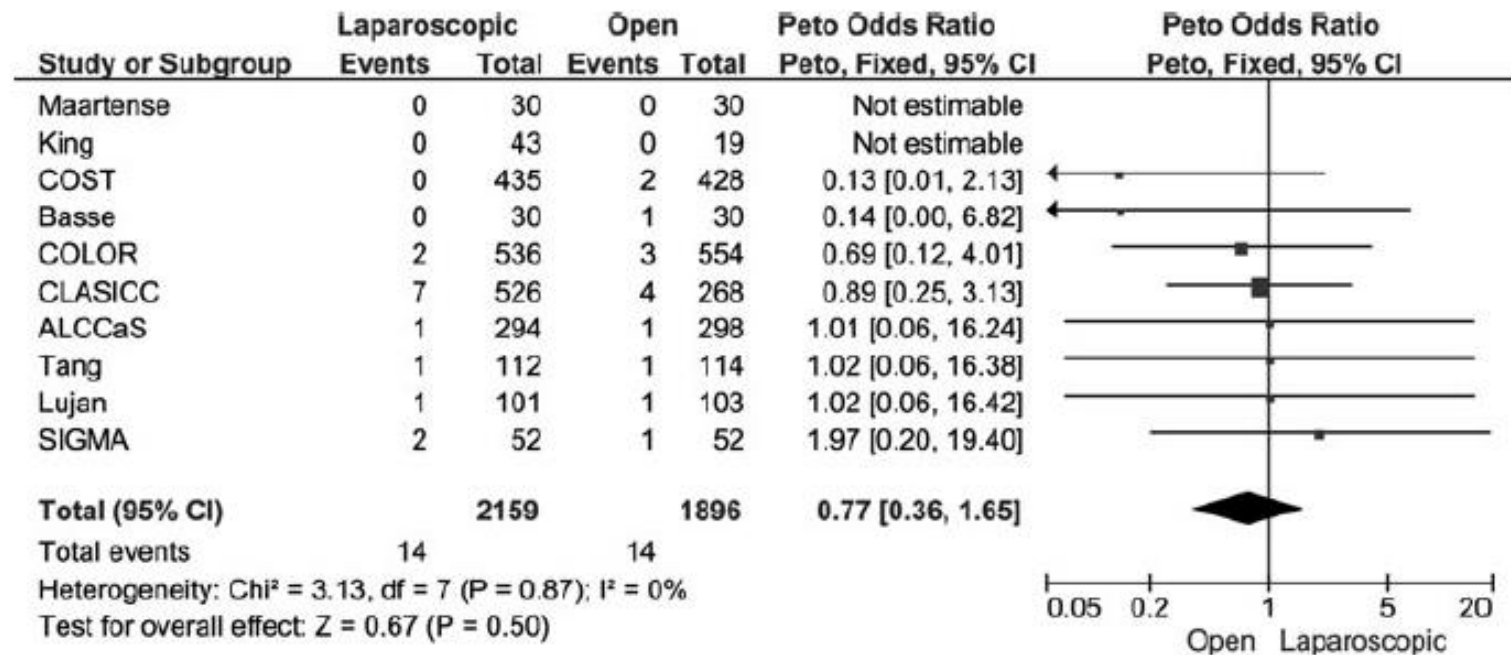 Laparoscopic Open Peto Odds Ratio Peto Odds Ratio
Study or Subgroup Events Total Events Total Peto, Fixed, 95% CI Peto, Fixed, 95% CI
Maartense 0 30 0 30 Not estimable
King 0 43 0 19 Not estimable
COST 0 435 2 428 0.13 [0.01, 2.13]
Basse 0 30 1 30 0.14 [0.00, 6.82]
COLOR 2 536 3 554 0.69 [0.12, 4.01]
CLASICC 7 526 4 268 0.89 [0.25, 3.13]
ALCCaS 1 294 1 298 1.01 [0.06, 16.24]
Tang 1 112 1 114 1.02 [0.06, 16.38]
Lujan 1 101 1 103 1.02 [0.06, 16.42]
SIGMA 2 52 1 52 1.97 [0.20, 19.40]
Total (95% CI) 2159 1896 0.77 [0.36, 1.65]
Total events 14 14
Heterogeneity: Chi² = 3.13, df = 7 (P = 0.87); I² = 0%
Test for overall effect: Z = 0.67 (P = 0.50)
0.05 0.2 1 5 20
Open Laparoscopic